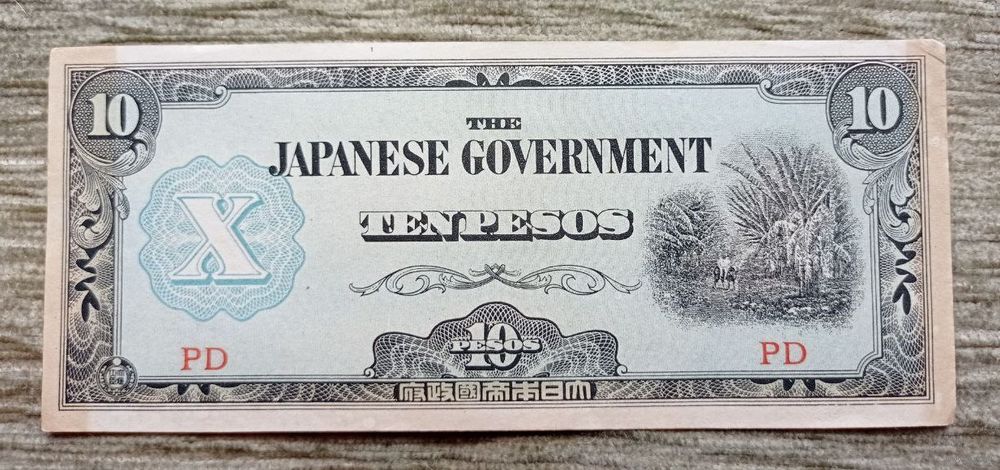 10
10
THE
JAPANESE GOVERNMENT
TEN PESOS
X
PD
PD
10
PESOS
大日本帝國政府